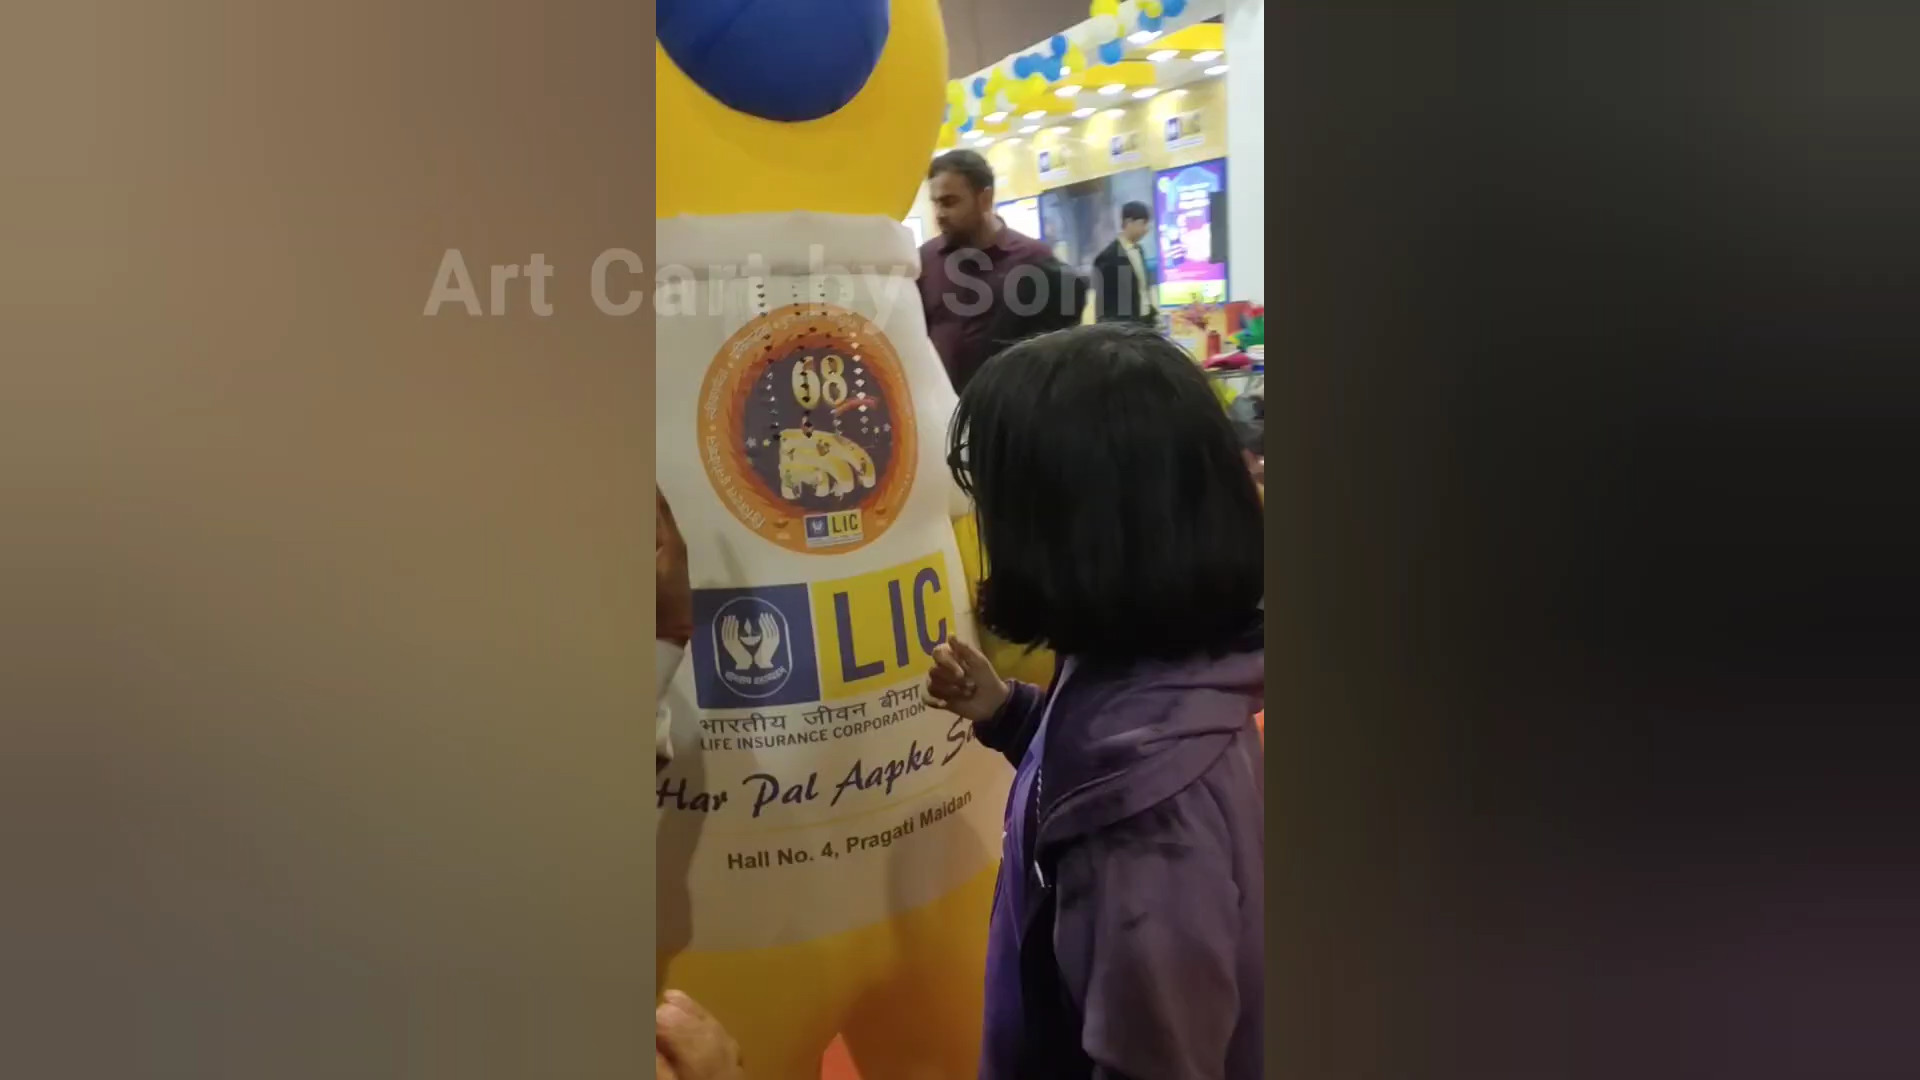 Art Cart by Soni
68
LIC
LIC
भारतीय जीवन बीमा
LIFE INSURANCE CORPORATION
Har Pal Aapke Sa
Hall No. 4, Pragati Maidan